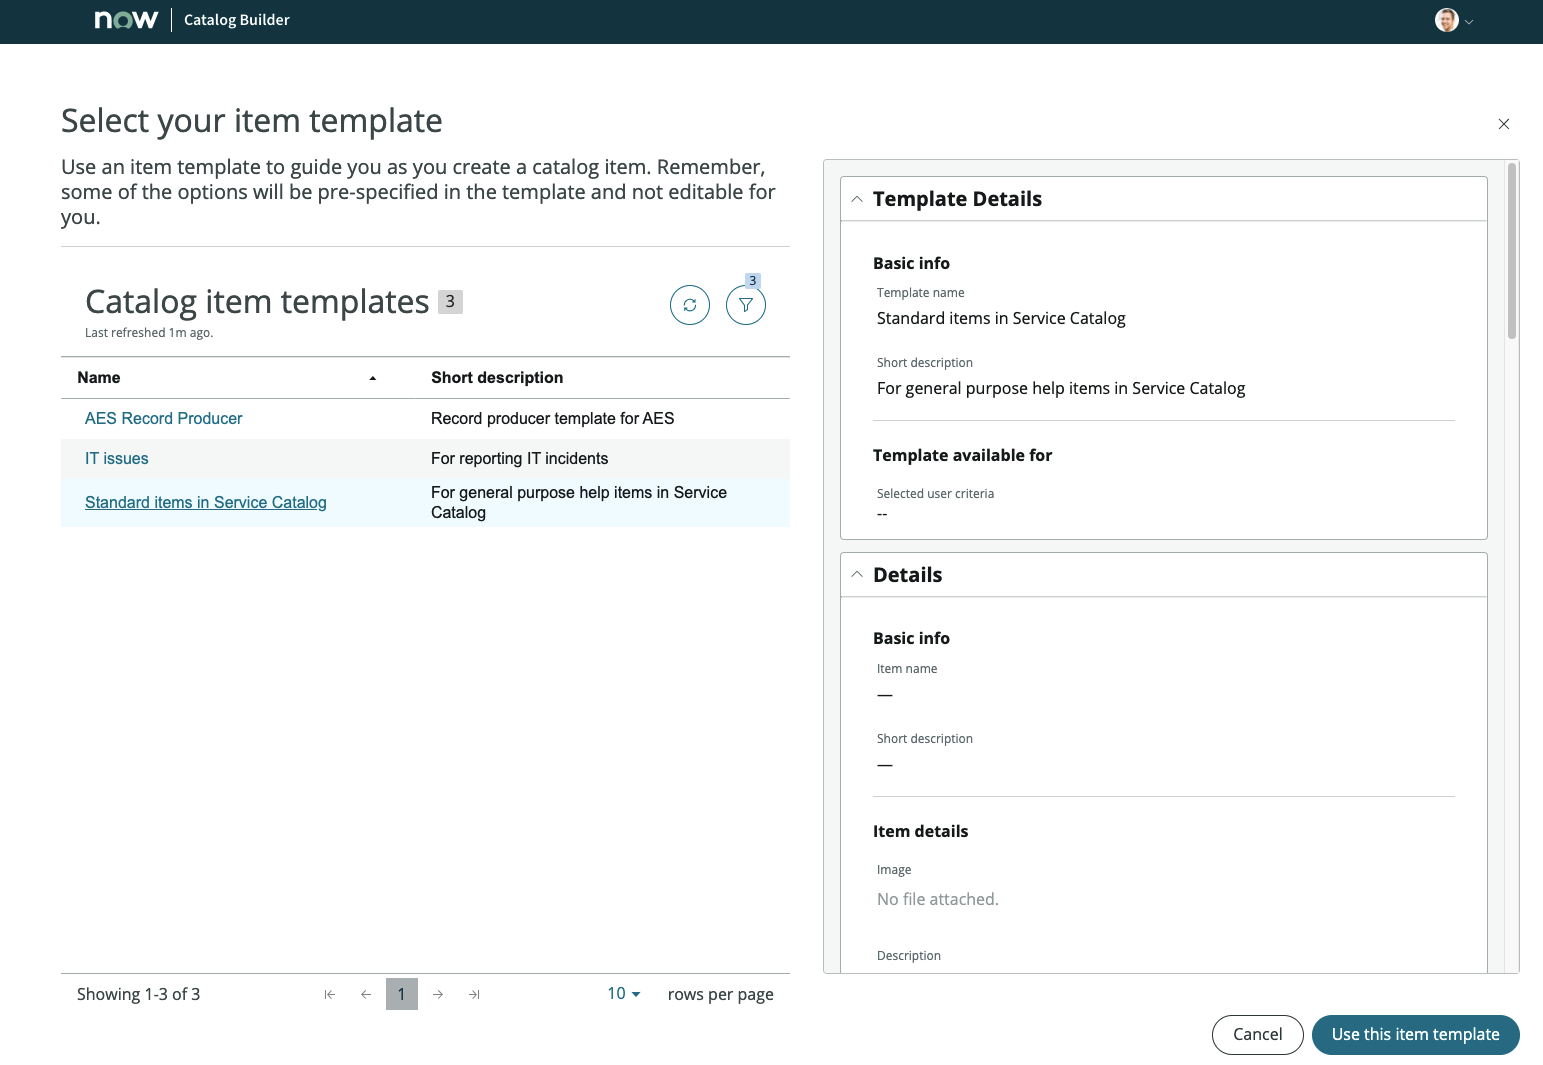 now
Catalog Builder
Select your item template
Use an item template to guide you as you create a catalog item. Remember,
some of the options will be pre-specified in the template and not editable for
you.
Catalog item templates 3
3
Last refreshed 1m ago.
Name
Short description
AES Record Producer
Record producer template for AES
IT issues
For reporting IT incidents
Standard items in Service Catalog
For general purpose help items in Service
Catalog
Showing 1-3 of 3
1
10
rows per page
Template Details
Basic info
Template name
Standard items in Service Catalog
Short description
For general purpose help items in Service Catalog
Template available for
Selected user criteria
--
Details
Basic info
Item name
—
Short description
—
Item details
Image
No file attached.
Description
Cancel
Use this item template